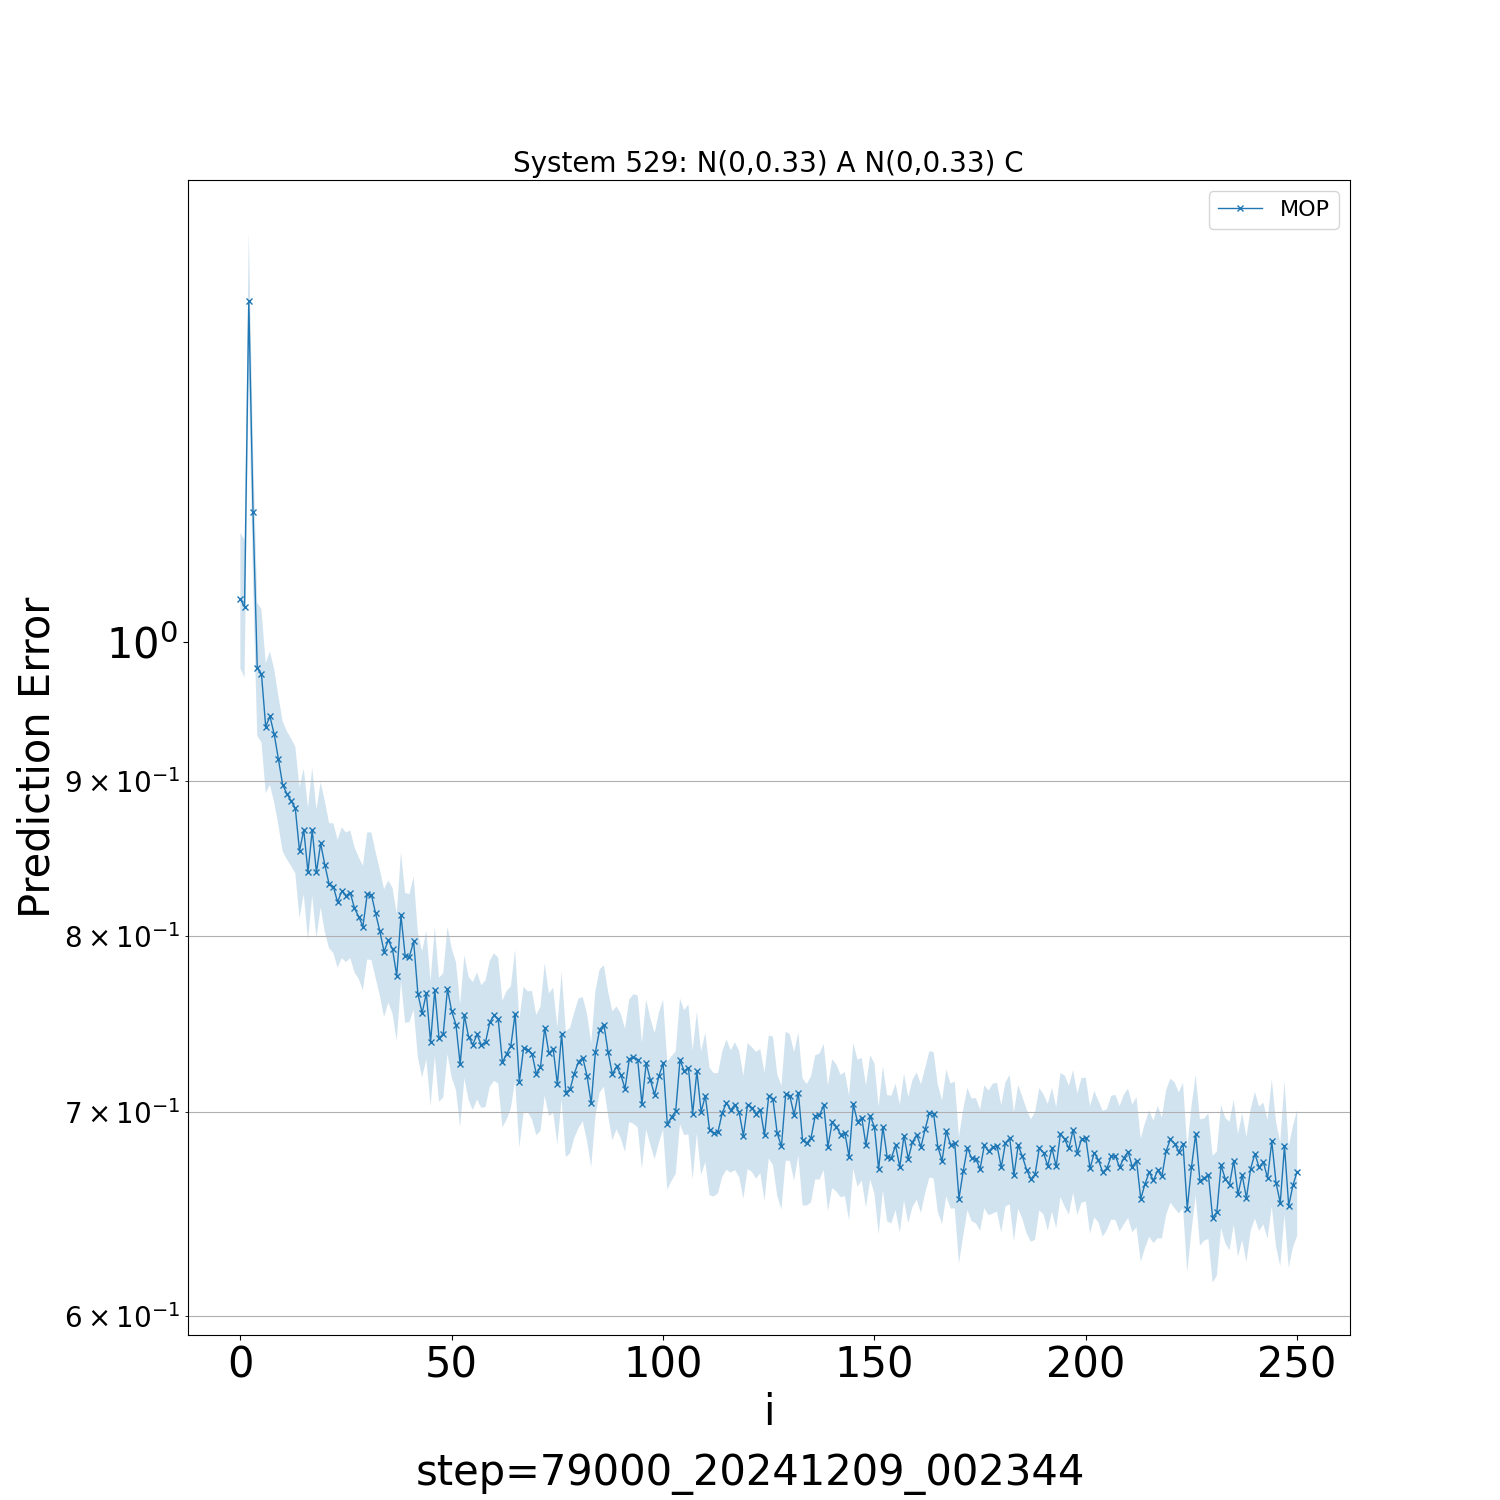 System 529: N(0,0.33) A N(0,0.33) C
MOP
Prediction Error
10⁰
9 × 10⁻¹
8 × 10⁻¹
7 × 10⁻¹
6 × 10⁻¹
0 50 100 150 200 250
i
step=79000_20241209_002344